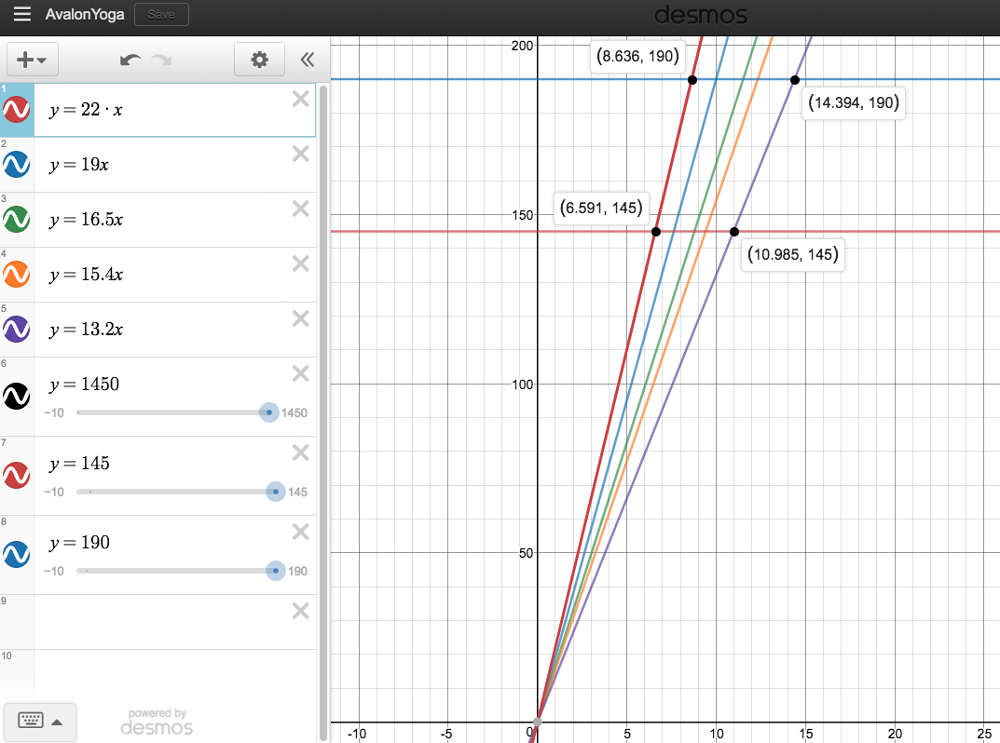 AvalonYoga
Save
desmos
1
y = 22 · x
2
y = 19x
3
y = 16.5x
4
y = 15.4x
5
y = 13.2x
6
y = 1450
−10
1450
7
y = 145
−10
145
8
y = 190
−10
190
9
10
powered by
desmos
200
(8.636, 190)
(14.394, 190)
150
(6.591, 145)
(10.985, 145)
100
50
-10
-5
0
5
10
15
20
25